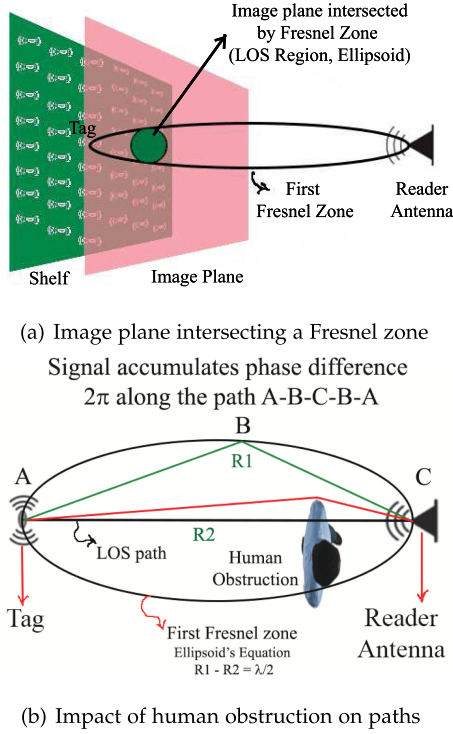 Image plane intersected
by Fresnel Zone
(LOS Region, Ellipsoid)
Tag
First
Fresnel Zone
Reader
Antenna
Shelf
Image Plane
(a) Image plane intersecting a Fresnel zone
Signal accumulates phase difference
2π along the path A-B-C-B-A
B
A
C
R1
R2
LOS path
Human
Obstruction
Tag
First Fresnel zone
Ellipsoid's Equation
R1 - R2 = λ/2
Reader
Antenna
(b) Impact of human obstruction on paths